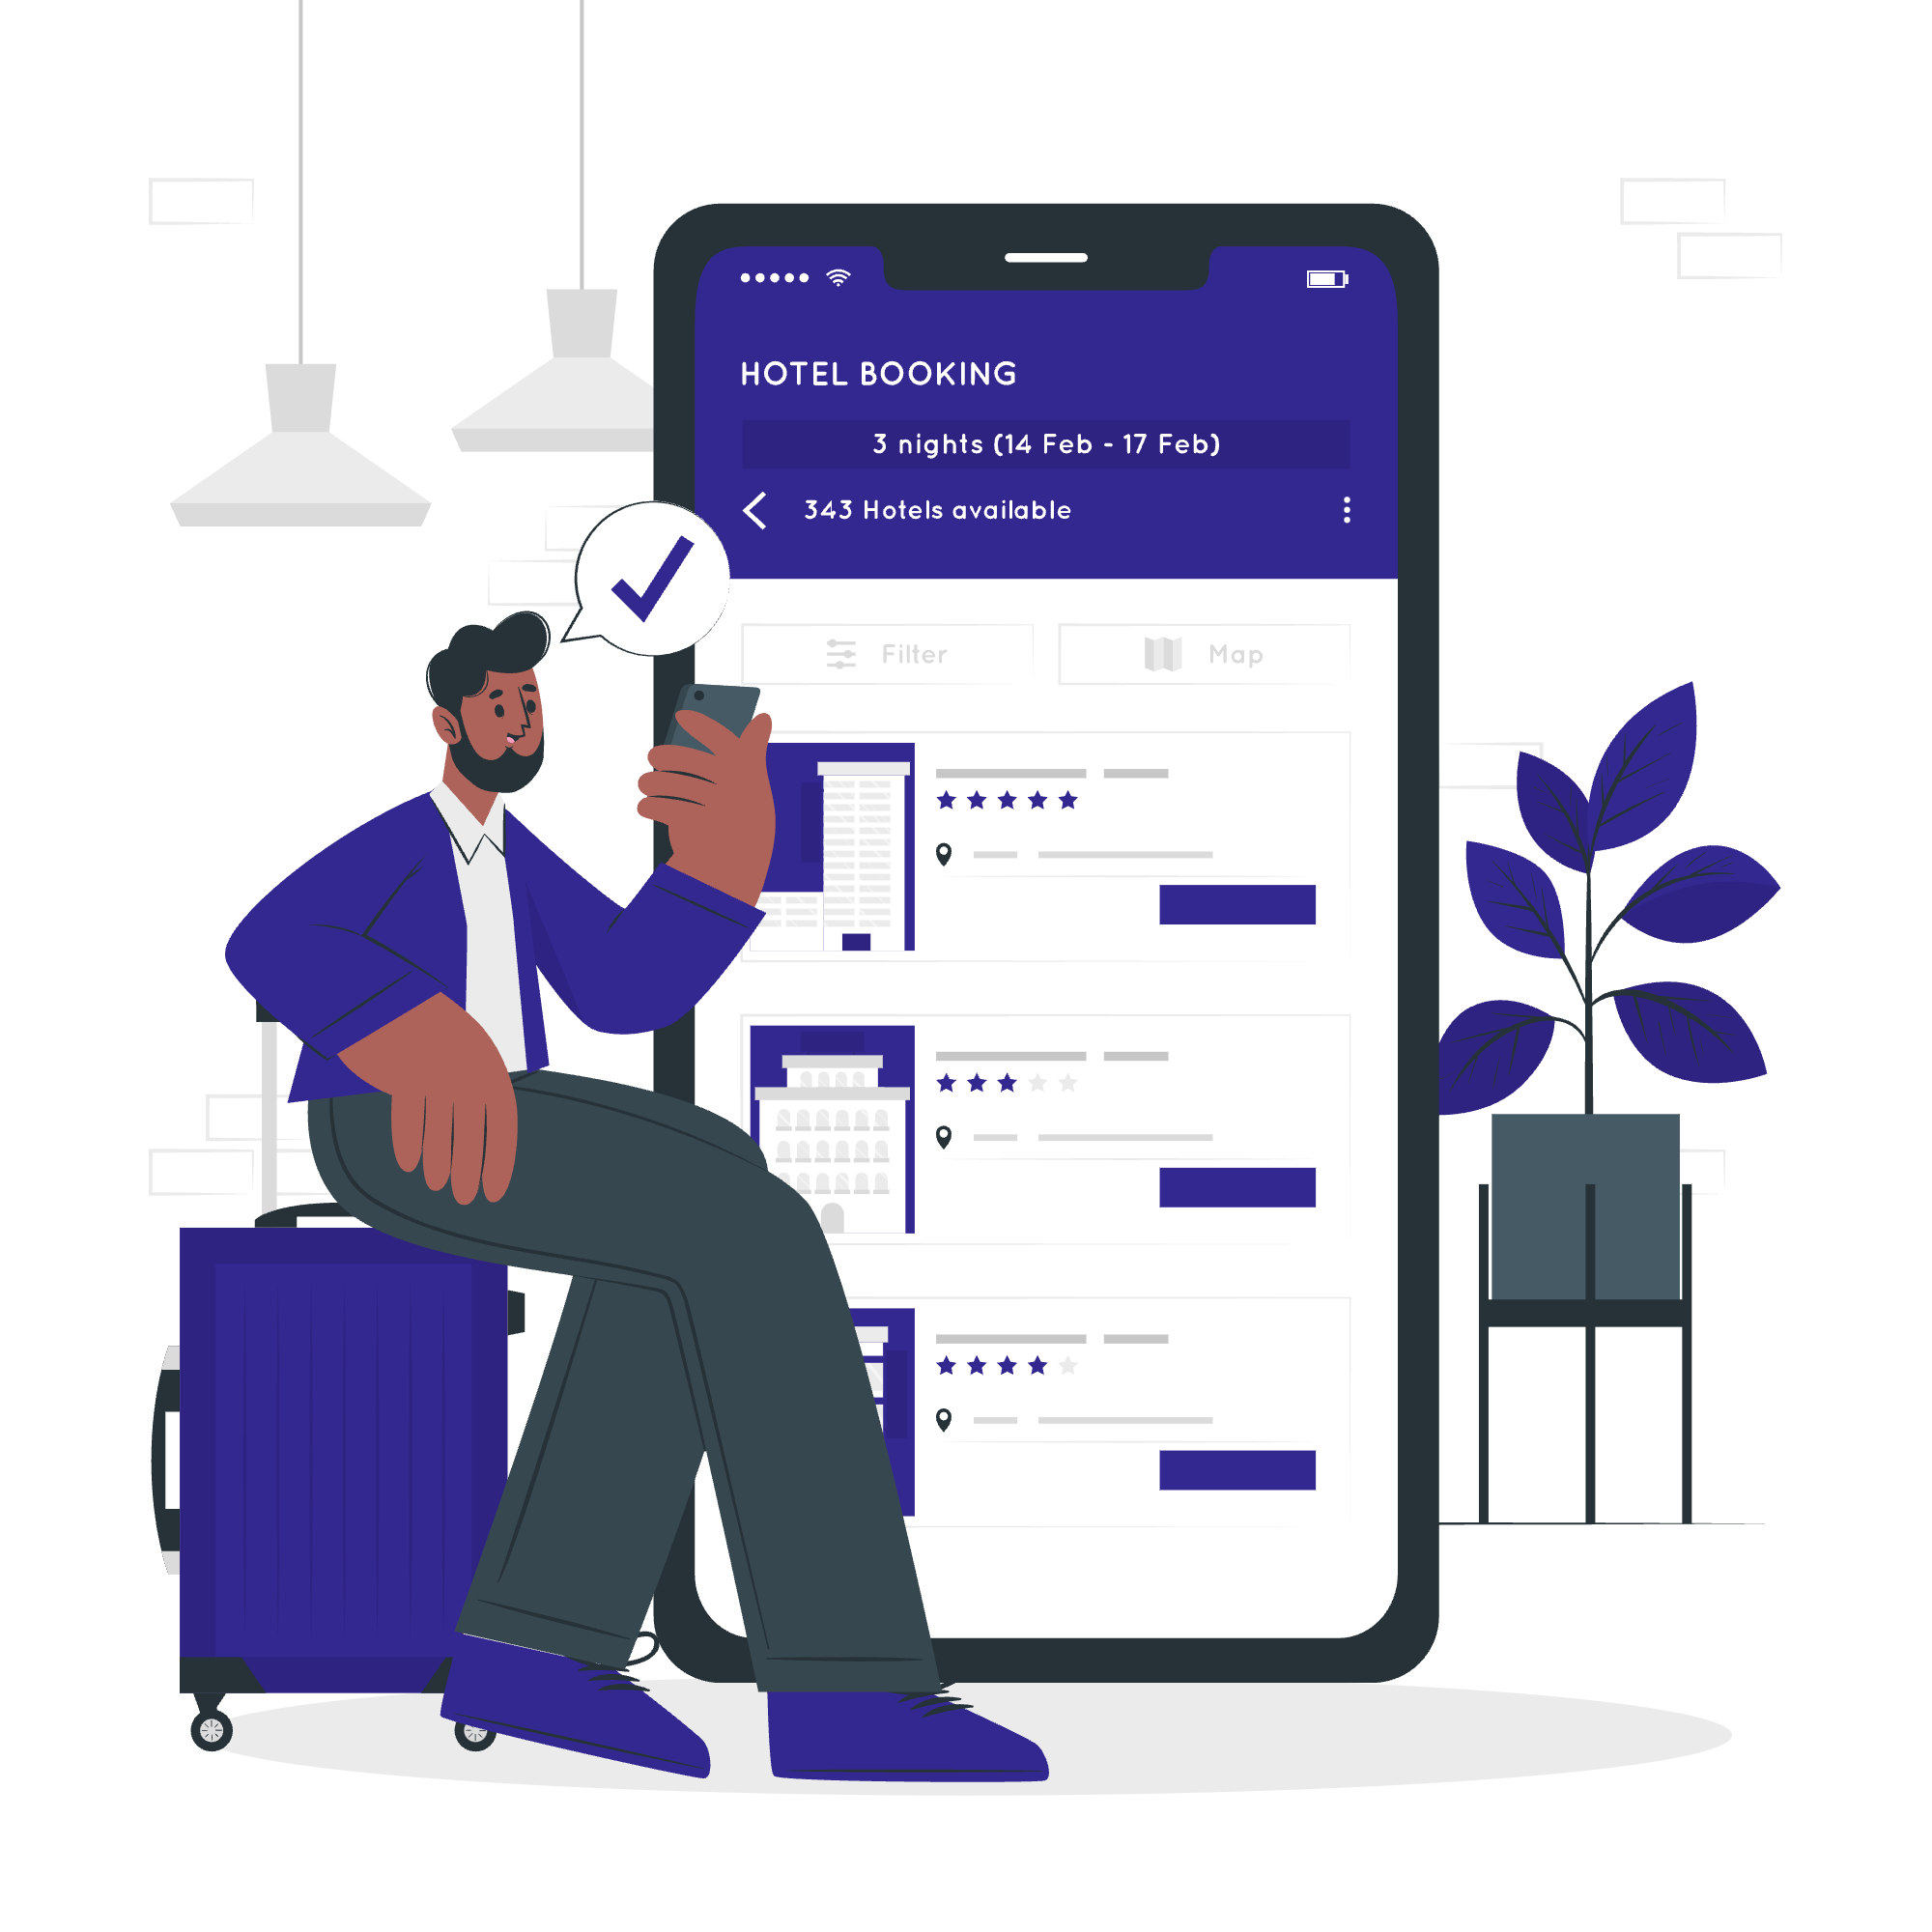 HOTEL BOOKING
3 nights (14 Feb - 17 Feb)
343 Hotels available
Filter
Map